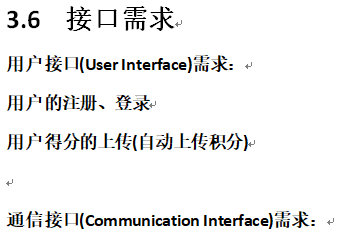 3.6 接口需求
用户接口(User Interface)需求：
用户的注册、登录
用户得分的上传(自动上传积分)
通信接口(Communication Interface)需求：